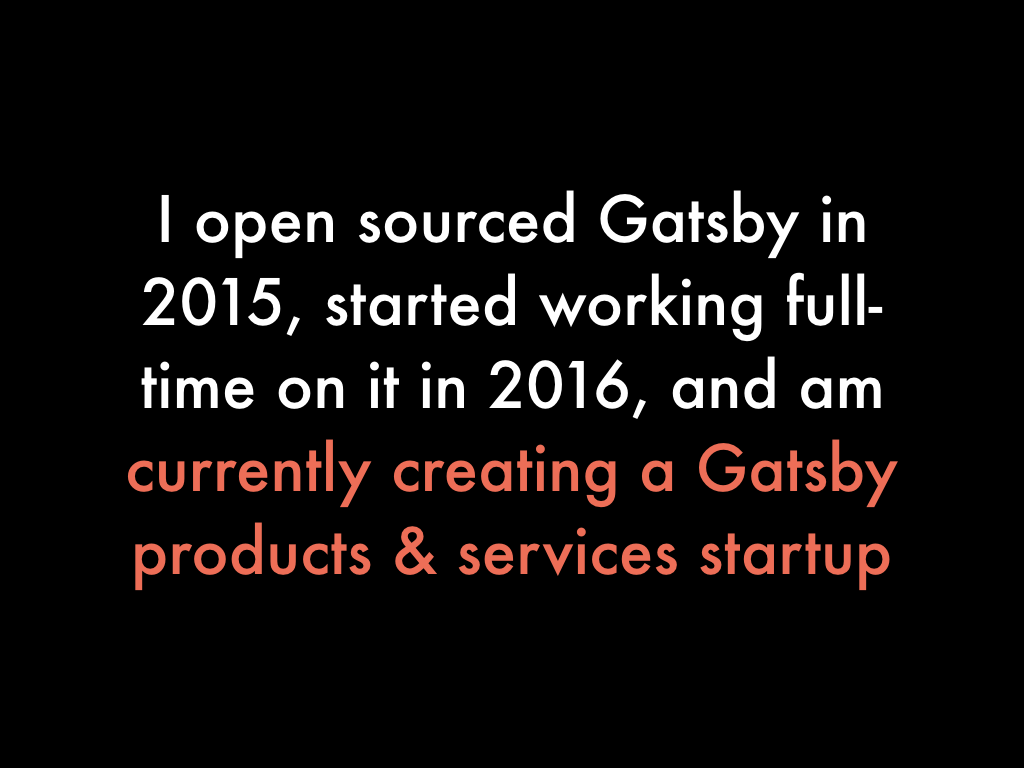 I open sourced Gatsby in
2015, started working full-
time on it in 2016, and am
currently creating a Gatsby
products & services startup